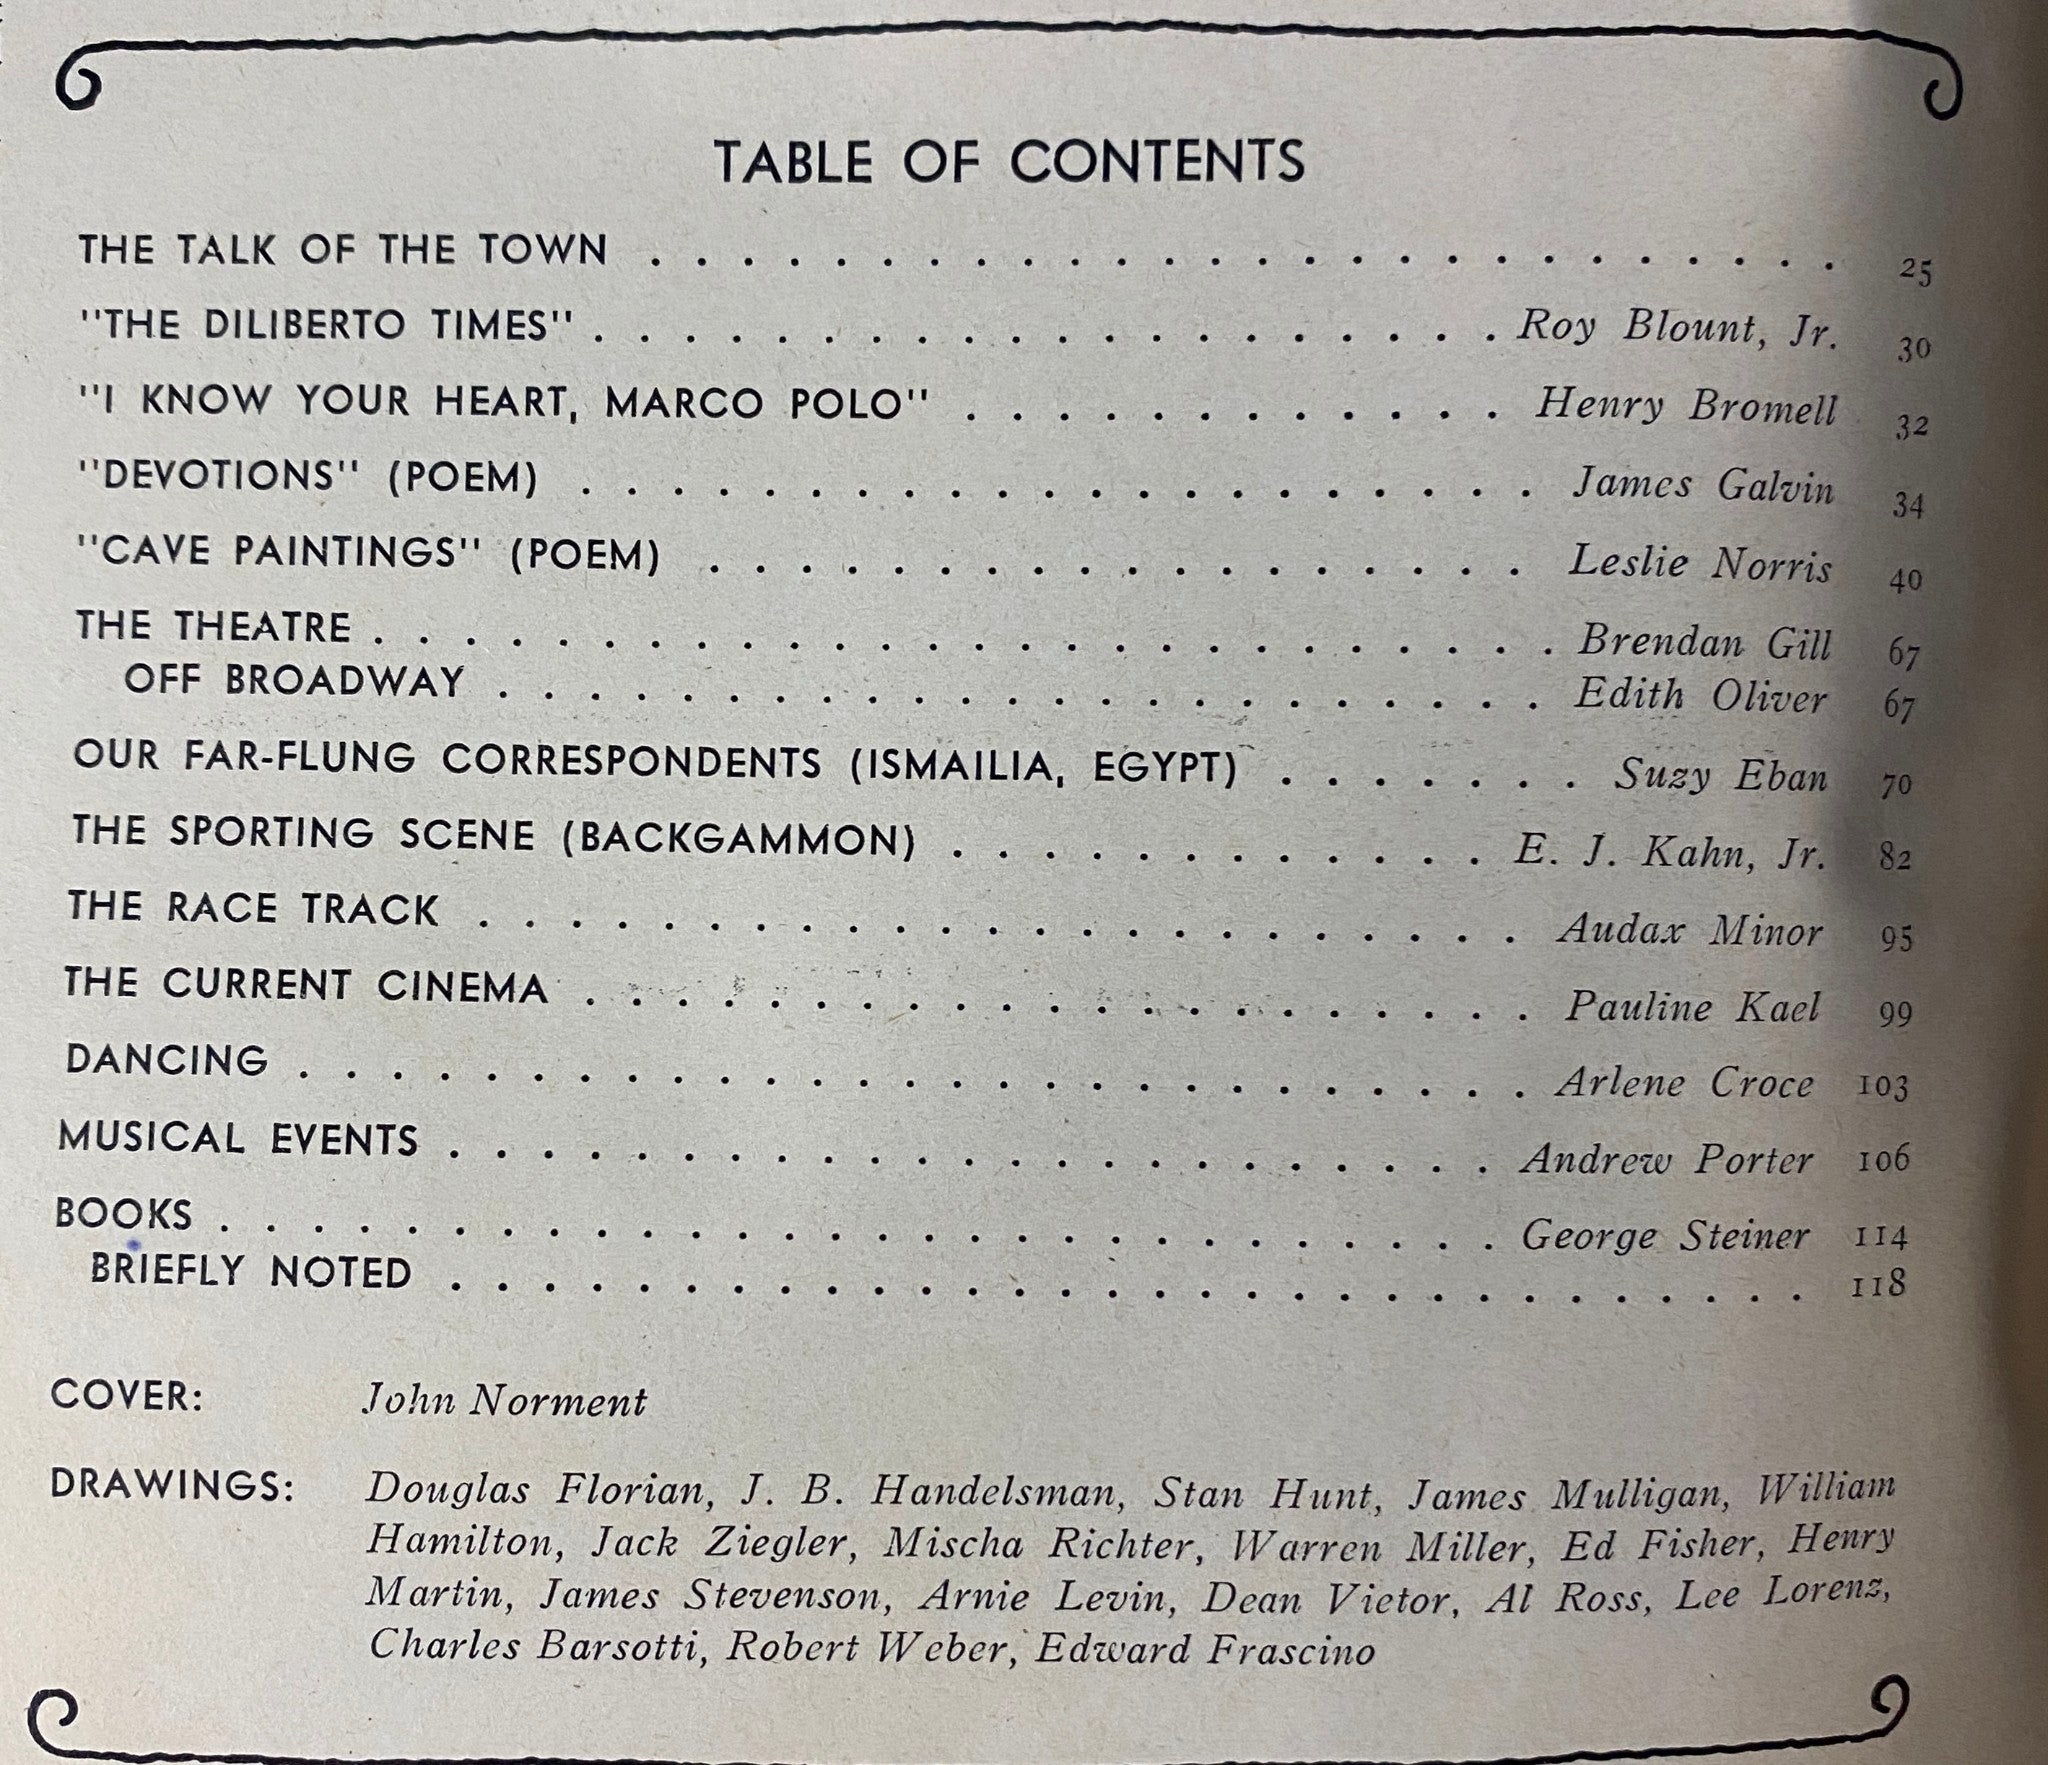 TABLE OF CONTENTS
THE TALK OF THE TOWN . . . . . . . . . . . . . . . . . . . . . . . . . . 25
"THE DILIBERTO TIMES" . . . . . . . . . . . . . . . . . . . . Roy Blount, Jr. 30
"I KNOW YOUR HEART, MARCO POLO" . . . . . . . . . . . . Henry Bromell 32
"DEVOTIONS" (POEM) . . . . . . . . . . . . . . . . . . . . . James Galvin 34
"CAVE PAINTINGS" (POEM) . . . . . . . . . . . . . . . . . . Leslie Norris 40
THE THEATRE . . . . . . . . . . . . . . . . . . . . . . . . . . Brendan Gill 67
OFF BROADWAY . . . . . . . . . . . . . . . . . . . . . . . Edith Oliver 67
OUR FAR-FLUNG CORRESPONDENTS (ISMAILIA, EGYPT) . . . . . . . Suzy Eban 70
THE SPORTING SCENE (BACKGAMMON) . . . . . . . . . . . . E. J. Kahn, Jr. 82
THE RACE TRACK . . . . . . . . . . . . . . . . . . . . . . . Audax Minor 95
THE CURRENT CINEMA . . . . . . . . . . . . . . . . . . . . . Pauline Kael 99
DANCING . . . . . . . . . . . . . . . . . . . . . . . . . . . Arlene Croce 103
MUSICAL EVENTS . . . . . . . . . . . . . . . . . . . . . . . Andrew Porter 106
BOOKS . . . . . . . . . . . . . . . . . . . . . . . . . . . . George Steiner 114
BRIEFLY NOTED . . . . . . . . . . . . . . . . . . . . . . . . . . . . . . 118
COVER: John Norment
DRAWINGS: Douglas Florian, J. B. Handelsman, Stan Hunt, James Mulligan, William
Hamilton, Jack Ziegler, Mischa Richter, Warren Miller, Ed Fisher, Henry
Martin, James Stevenson, Arnie Levin, Dean Vietor, Al Ross, Lee Lorenz,
Charles Barsotti, Robert Weber, Edward Frascino